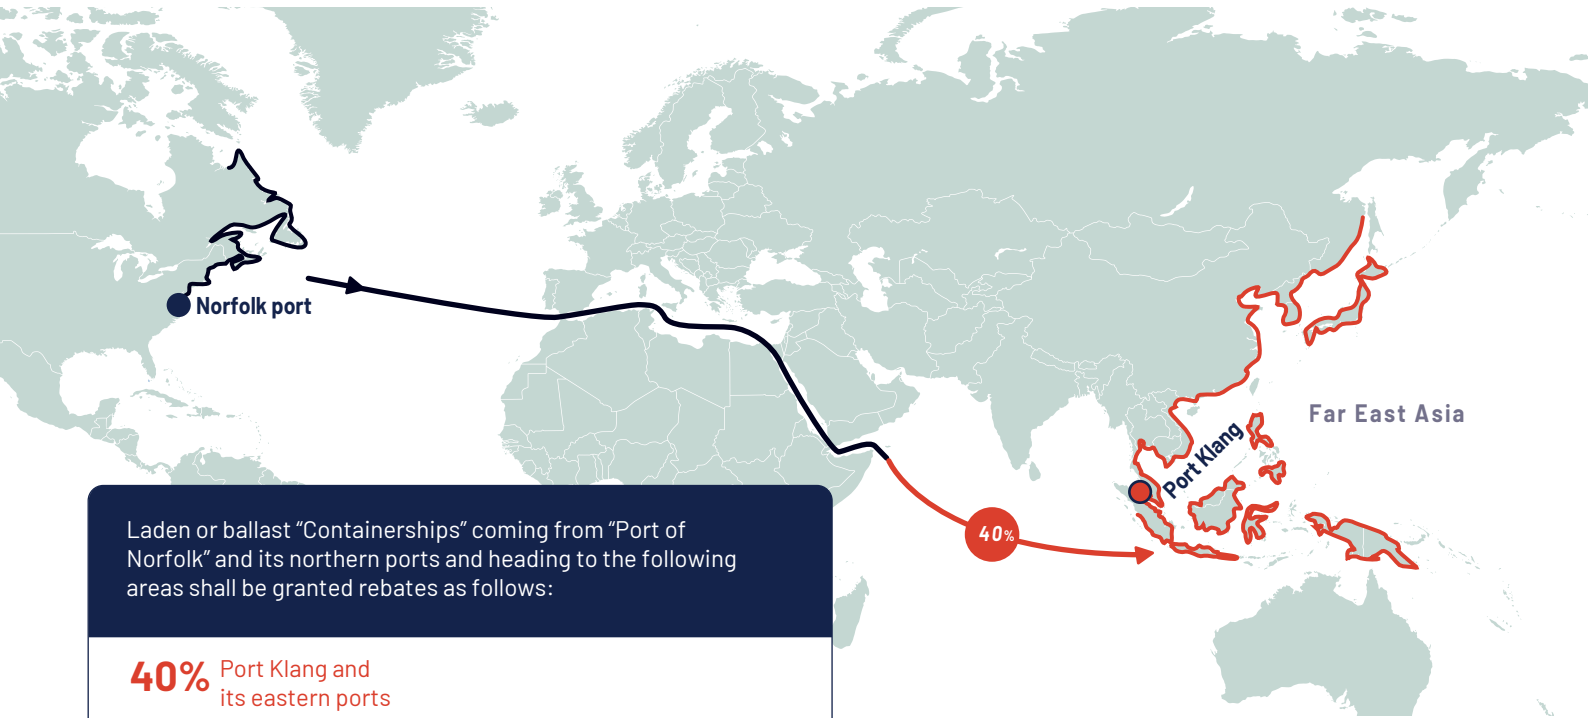 Norfolk port
Far East Asia
Port Klang
40%
Laden or ballast “Containerships” coming from “Port of
Norfolk” and its northern ports and heading to the following
areas shall be granted rebates as follows:
40% Port Klang and
its eastern ports